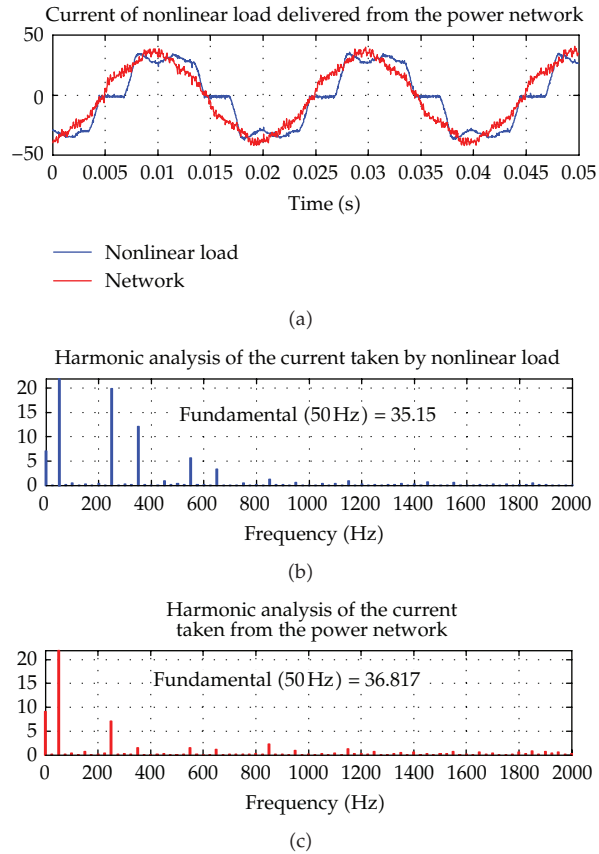 Current of nonlinear load delivered from the power network
50
0
−50
0 0.005 0.01 0.015 0.02 0.025 0.03 0.035 0.04 0.045 0.05
Time (s)
Nonlinear load
Network
(a)
Harmonic analysis of the current taken by nonlinear load
20
15
10
5
0
Fundamental (50 Hz) = 35.15
0 200 400 600 800 1000 1200 1400 1600 1800 2000
Frequency (Hz)
(b)
Harmonic analysis of the current
taken from the power network
20
15
10
5
0
Fundamental (50 Hz) = 36.817
0 200 400 600 800 1000 1200 1400 1600 1800 2000
Frequency (Hz)
(c)